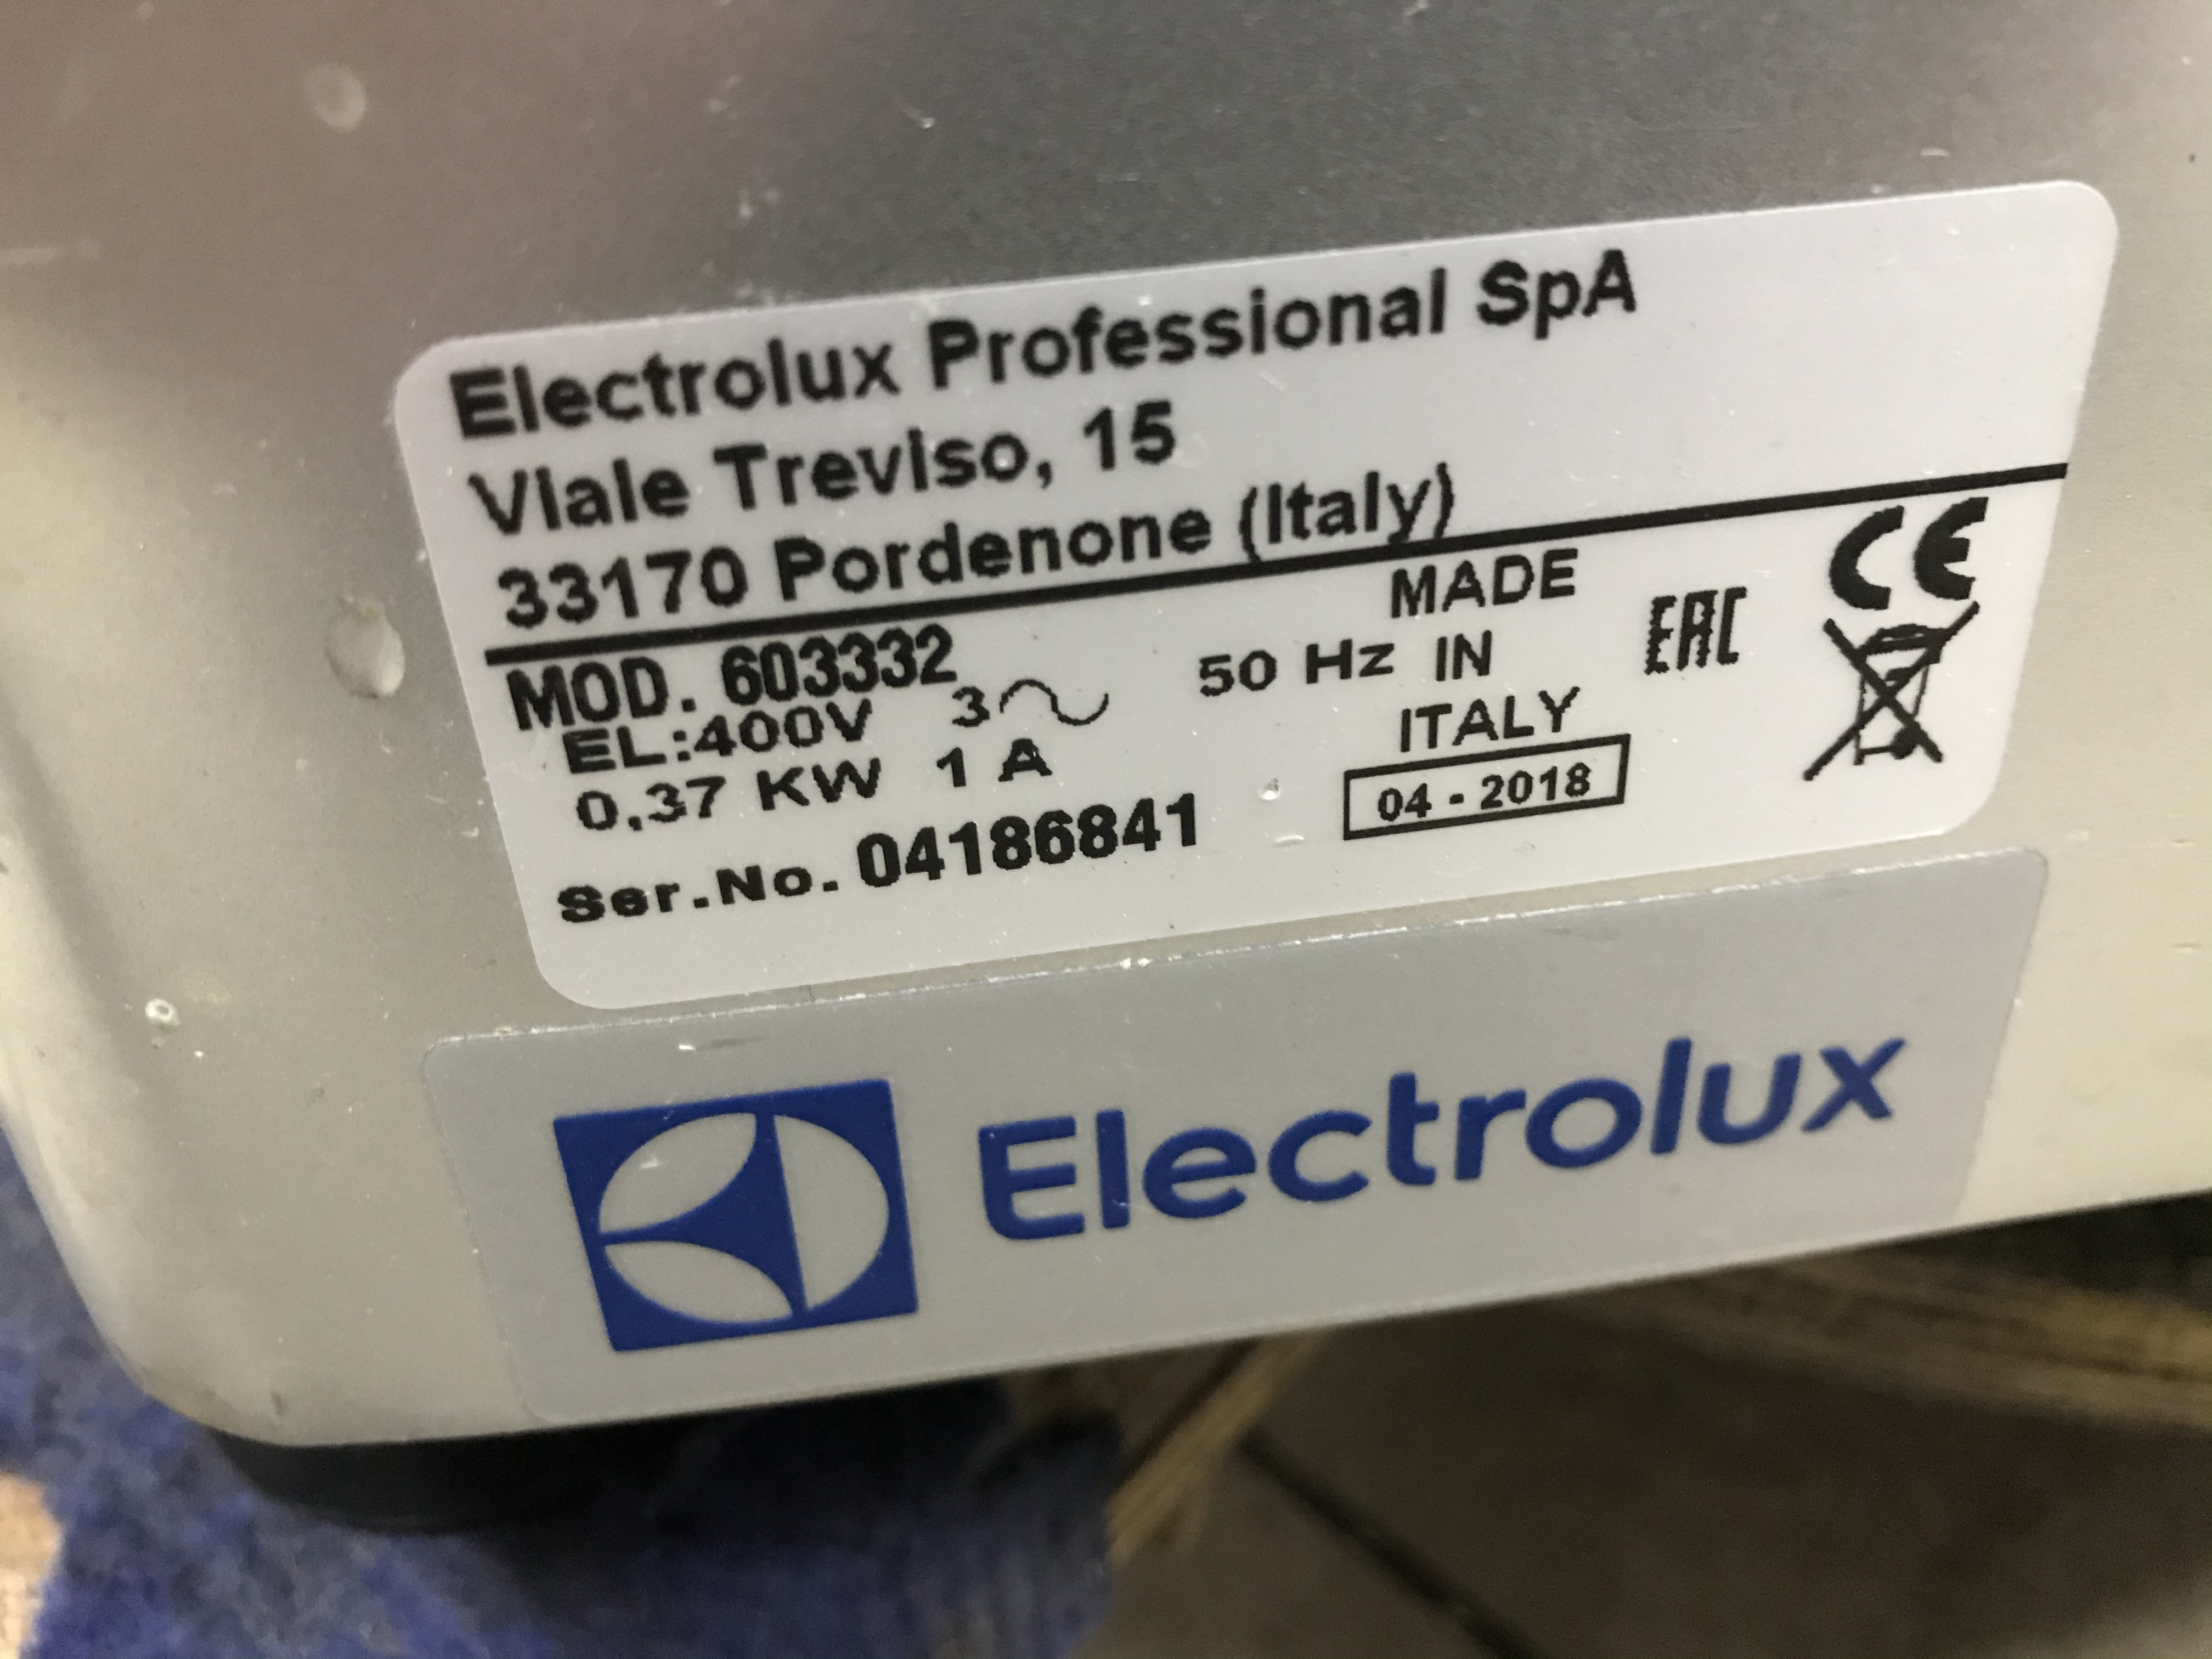 Electrolux Professional SpA
Viale Treviso, 15
33170 Pordenone (Italy)
MOD. 603332
EL:400V 3 50 Hz
0,37 KW 1 A
Ser.No. 04186841
MADE
IN
ITALY
04 - 2018
EAC
CE
Electrolux